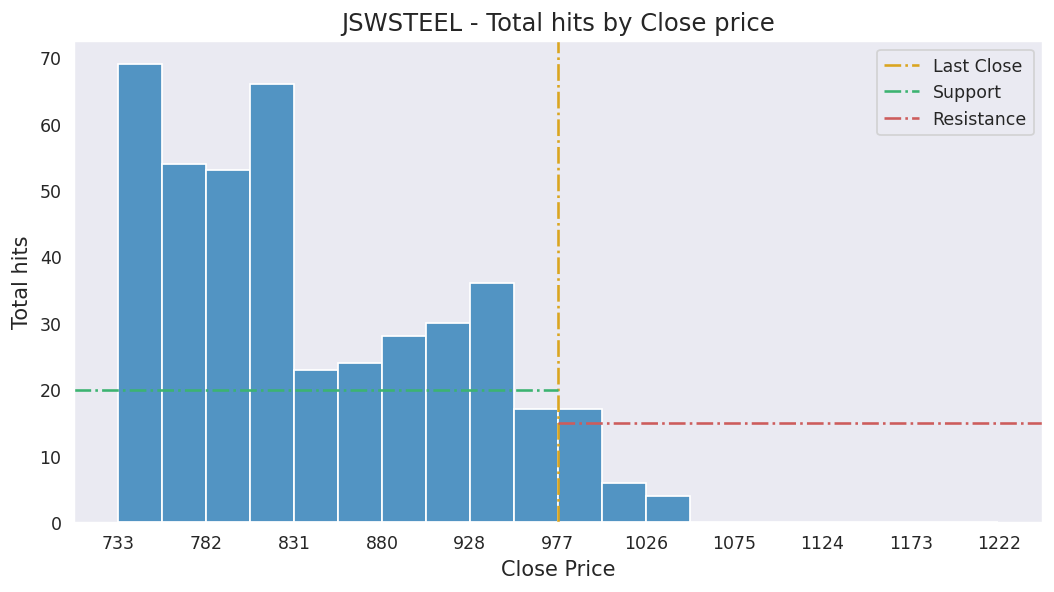 JSWSTEEL - Total hits by Close price
Last Close
Support
Resistance
Total hits
70
60
50
40
30
20
10
0
733 782 831 880 928 977 1026 1075 1124 1173 1222
Close Price